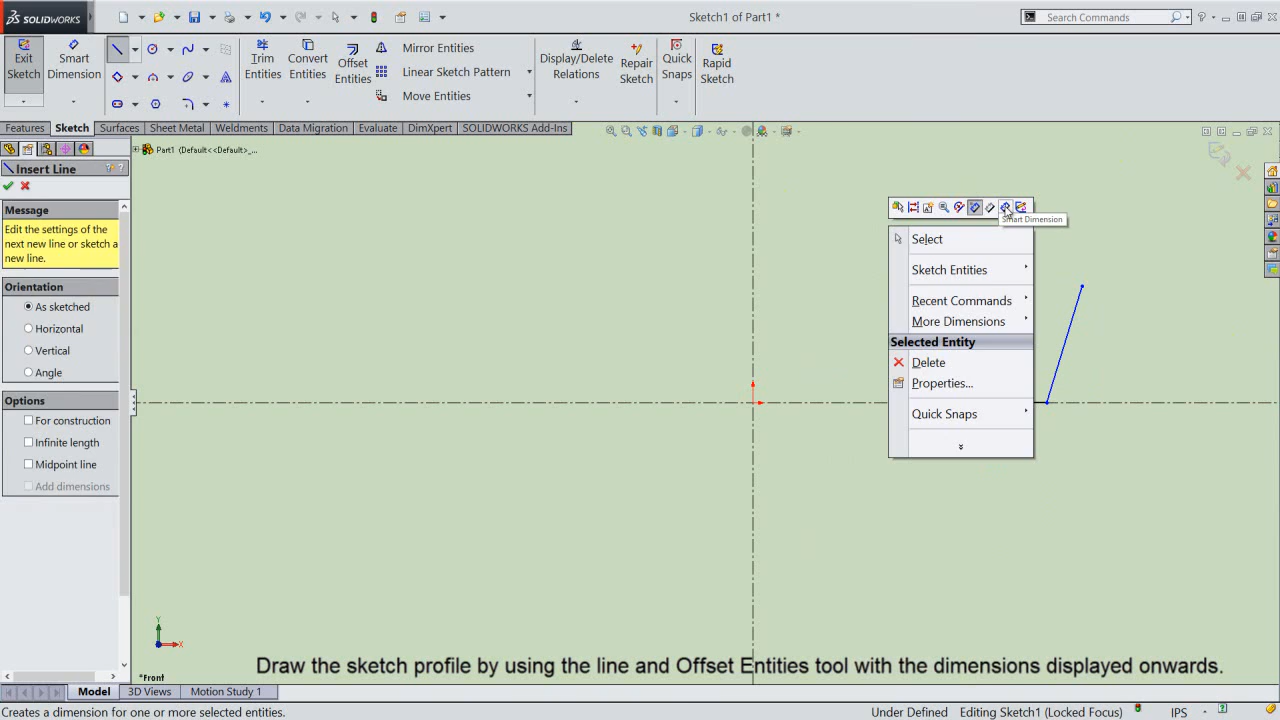 SOLIDWORKS
Sketch1 of Part1 *
Search Commands
Exit Sketch
Smart Dimension
Trim Entities
Convert Entities
Offset Entities
Mirror Entities
Linear Sketch Pattern
Move Entities
Display/Delete Relations
Repair Sketch
Quick Snaps
Rapid Sketch
Features
Sketch
Surfaces
Sheet Metal
Weldments
Data Migration
Evaluate
DimXpert
SOLIDWORKS Add-Ins
Part1 (Default<<Default>_...
Insert Line
Message
Edit the settings of the
next new line or sketch a
new line.
Orientation
As sketched
Horizontal
Vertical
Angle
Options
For construction
Infinite length
Midpoint line
Add dimensions
Smart Dimension
Select
Sketch Entities
Recent Commands
More Dimensions
Selected Entity
Delete
Properties...
Quick Snaps
Y
X
*Front
Draw the sketch profile by using the line and Offset Entities tool with the dimensions displayed onwards.
Model
3D Views
Motion Study 1
Creates a dimension for one or more selected entities.
Under Defined
Editing Sketch1 (Locked Focus)
IPS